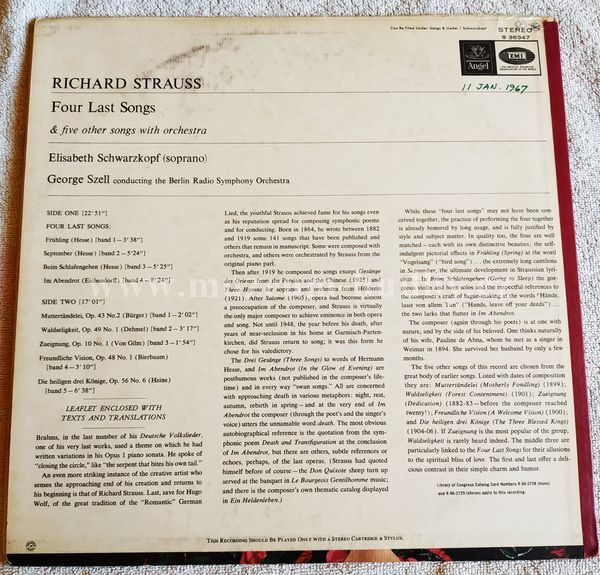 Can Be Filed Under: Songs & Lieder / Schwarzkopf
STEREO
S 36347
Angel
EMI
11 JAN. 1967
RICHARD STRAUSS
Four Last Songs
& five other songs with orchestra
Elisabeth Schwarzkopf (soprano)
George Szell conducting the Berlin Radio Symphony Orchestra
SIDE ONE [22' 51"]
FOUR LAST SONGS:
Frühling (Hesse) [band 1—3' 38"]
September (Hesse) [band 2—5'24"]
Beim Schlafengehen (Hesse) [band 3—5' 25"]
Im Abendrot (Eichendorf) [band 4—8' 24"]
SIDE TWO [17' 01"]
Muttertändelei, Op. 43 No. 2 (Bürger) [band 1—2' 02"]
Waldseligkeit, Op. 49 No. 1 (Dehmel) [band 2—3' 17"]
Zueignung, Op. 10 No. 1 (Von Gilm) [band 3—1' 54"]
Freundliche Vision, Op. 48 No. 1 (Bierbaum)
[band 4—3' 10"]
Die heiligen drei Könige, Op. 56 No. 6 (Heine)
[band 5—6' 38"]
LEAFLET ENCLOSED WITH
TEXTS AND TRANSLATIONS
Brahms, in the last number of his Deutsche Volkslieder,
one of his very last works, used a theme on which he had
written variations in his Opus 1 piano sonata. He spoke of
"closing the circle," like "the serpent that bites his own tail."
An even more striking instance of the creative artist who
senses the approaching end of his creation and returns to
his beginning is that of Richard Strauss. Last, save for Hugo
Wolf, of the great tradition of the "Romantic" German
Lied, the youthful Strauss achieved fame for his songs even
as his reputation spread for composing symphonic poems
and for conducting. Born in 1864, he wrote between 1882
and 1919 some 141 songs that have been published and
others that remain in manuscript. Some were composed with
orchestra, and others were orchestrated by Strauss from the
original piano part.
Then after 1919 he composed no songs except Gesänge
des Orients from the Persian and the Chinese (1925) and
Three Hymns for soprano and orchestra from Hölderlin
(1921). After Salome (1905), opera had become almost
a preoccupation of the composer, and Strauss is virtually
the only major composer to achieve eminence in both opera
and song. Not until 1948, the year before his death, after
years of near-seclusion in his home at Garmisch-Parten-
kirchen, did Strauss return to song; it was this form he
chose for his valedictory.
The Drei Gesänge (Three Songs) to words of Hermann
Hesse, and Im Abendrot (In the Glow of Evening) are
posthumous works (not published in the composer's life-
time) and in every way "swan songs." All are concerned
with approaching death in various metaphors: night, rest,
autumn, rebirth in spring—and at the very end of Im
Abendrot the composer (through the poet's and the singer's
voice) utters the unnamable word death. The most obvious
autobiographical reference is the quotation from the sym-
phonic poem Death and Transfiguration at the conclusion
of Im Abendrot, but there are others, subtle references or
echoes, perhaps, of the operas. (Strauss had quoted
himself before of course—the Don Quixote sheep turn up
served at the banquet in Le Bourgeois Gentilhomme music;
and there is the composer's own thematic catalog displayed
in Ein Heldenleben.)
While these "four last songs" may not have been con-
ceived together, the practice of performing the four together
is already honored by long usage, and is fully justified by
style and subject matter. In quality too, the four are well
matched—each with its own distinctive beauties; the self-
indulgent pictorial effects in Frühling (Spring) at the word
"Vogelsang" ("bird song") ... the extremely long cantilena
in September, the ultimate development in Straussian lyri-
cism. In Beim Schlafengehen (Going to Sleep) the gor-
geous violin and horn solos and the respectful references to
the composer's craft of fugue-making at the words "Hände,
lasst von allem Tun" ("Hands, leave off your deeds") ...
the two larks that flutter in Im Abendrot.
The composer (again through his poets) is at one with
nature, and by the side of his beloved. One thinks naturally
of his wife, Pauline de Ahna, whom he met as a singer in
Weimar in 1894. She survived her husband by only a few
months.
The five other songs of this record are chosen from the
great body of earlier songs. Listed with dates of composition
they are: Muttertändelei (Motherly Fondling) (1899);
Waldseligkeit (Forest Contentment) (1901); Zueignung
(Dedication) (1882-83—before the composer reached
twenty!); Freundliche Vision (A Welcome Vision) (1900);
and Die heiligen drei Könige (The Three Blessed Kings)
(1904-06). If Zueignung is the most popular of the group,
Waldseligkeit is rarely heard indeed. The middle three are
particularly linked to the Four Last Songs for their allusions
to the spiritual bliss of love. The first and last offer a deli-
cious contrast in their simple charm and humor.
Library of Congress Catalog Card Numbers R 66-2728 (mono)
and R 66-2729 (stereo) apply to this recording.
THIS RECORDING SHOULD BE PLAYED ONLY WITH A STEREO CARTRIDGE & STYLUS.